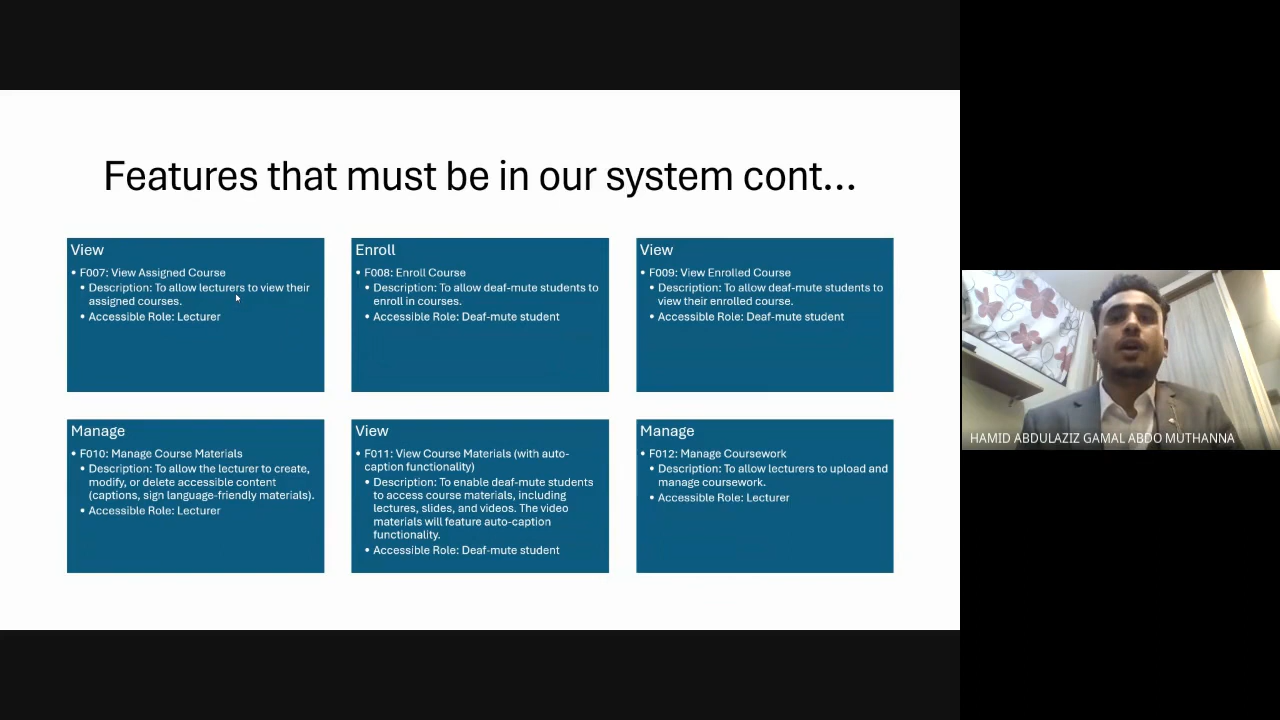 Features that must be in our system cont...
View
• F007: View Assigned Course
• Description: To allow lecturers to view their
assigned courses.
• Accessible Role: Lecturer
Enroll
• F008: Enroll Course
• Description: To allow deaf-mute students to
enroll in courses.
• Accessible Role: Deaf-mute student
View
• F009: View Enrolled Course
• Description: To allow deaf-mute students to
view their enrolled course.
• Accessible Role: Deaf-mute student
Manage
• F010: Manage Course Materials
• Description: To allow the lecturer to create,
modify, or delete accessible content
(captions, sign language-friendly materials).
• Accessible Role: Lecturer
View
• F011: View Course Materials (with auto-
caption functionality)
• Description: To enable deaf-mute students
to access course materials, including
lectures, slides, and videos. The video
materials will feature auto-caption
functionality.
• Accessible Role: Deaf-mute student
Manage
• F012: Manage Coursework
• Description: To allow lecturers to upload and
manage coursework.
• Accessible Role: Lecturer
HAMID ABDULAZIZ GAMAL ABDO MUTHANNA